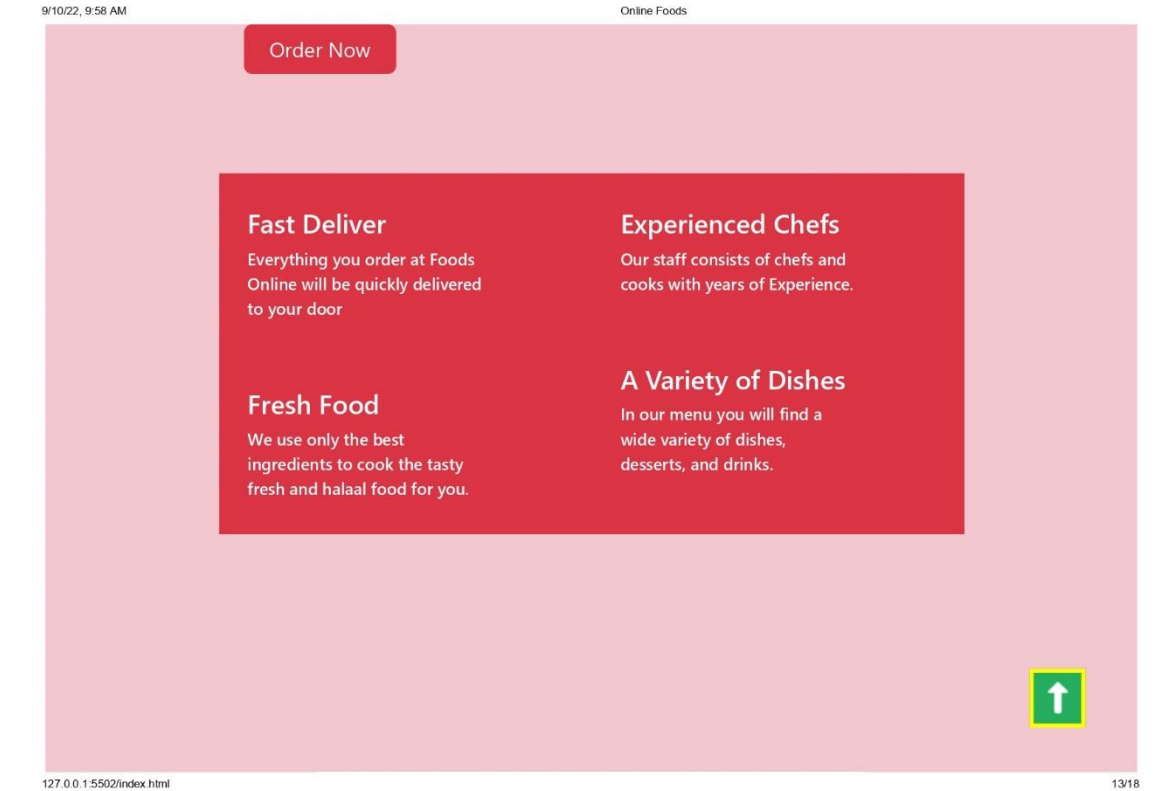 9/10/22, 9:58 AM
Online Foods
Order Now
Fast Deliver
Everything you order at Foods
Online will be quickly delivered
to your door
Experienced Chefs
Our staff consists of chefs and
cooks with years of Experience.
Fresh Food
We use only the best
ingredients to cook the tasty
fresh and halaal food for you.
A Variety of Dishes
In our menu you will find a
wide variety of dishes,
desserts, and drinks.
127.0.0.1:5502/index.html
13/18